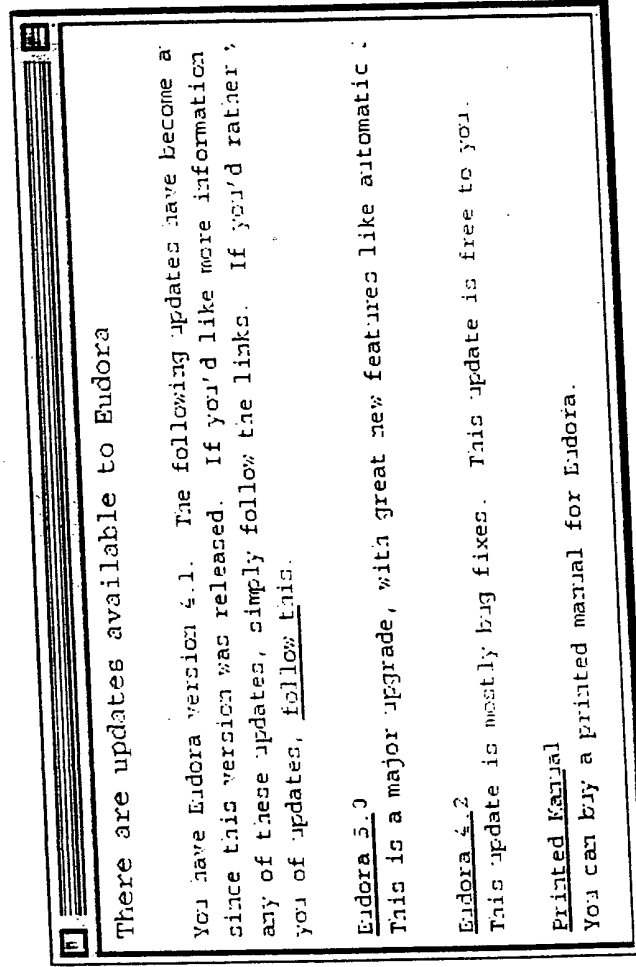 There are updates available to Eudora
You have Eudora version 4.1. The following updates have become a
since this version was released. If you'd like more information
any of these updates, simply follow the links. If you'd rather
you of updates, follow this.
Eudora 5.0
This is a major upgrade, with great new features like automatic
Eudora 4.2
This update is mostly bug fixes. This update is free to you.
Printed Manual
You can buy a printed manual for Eudora.